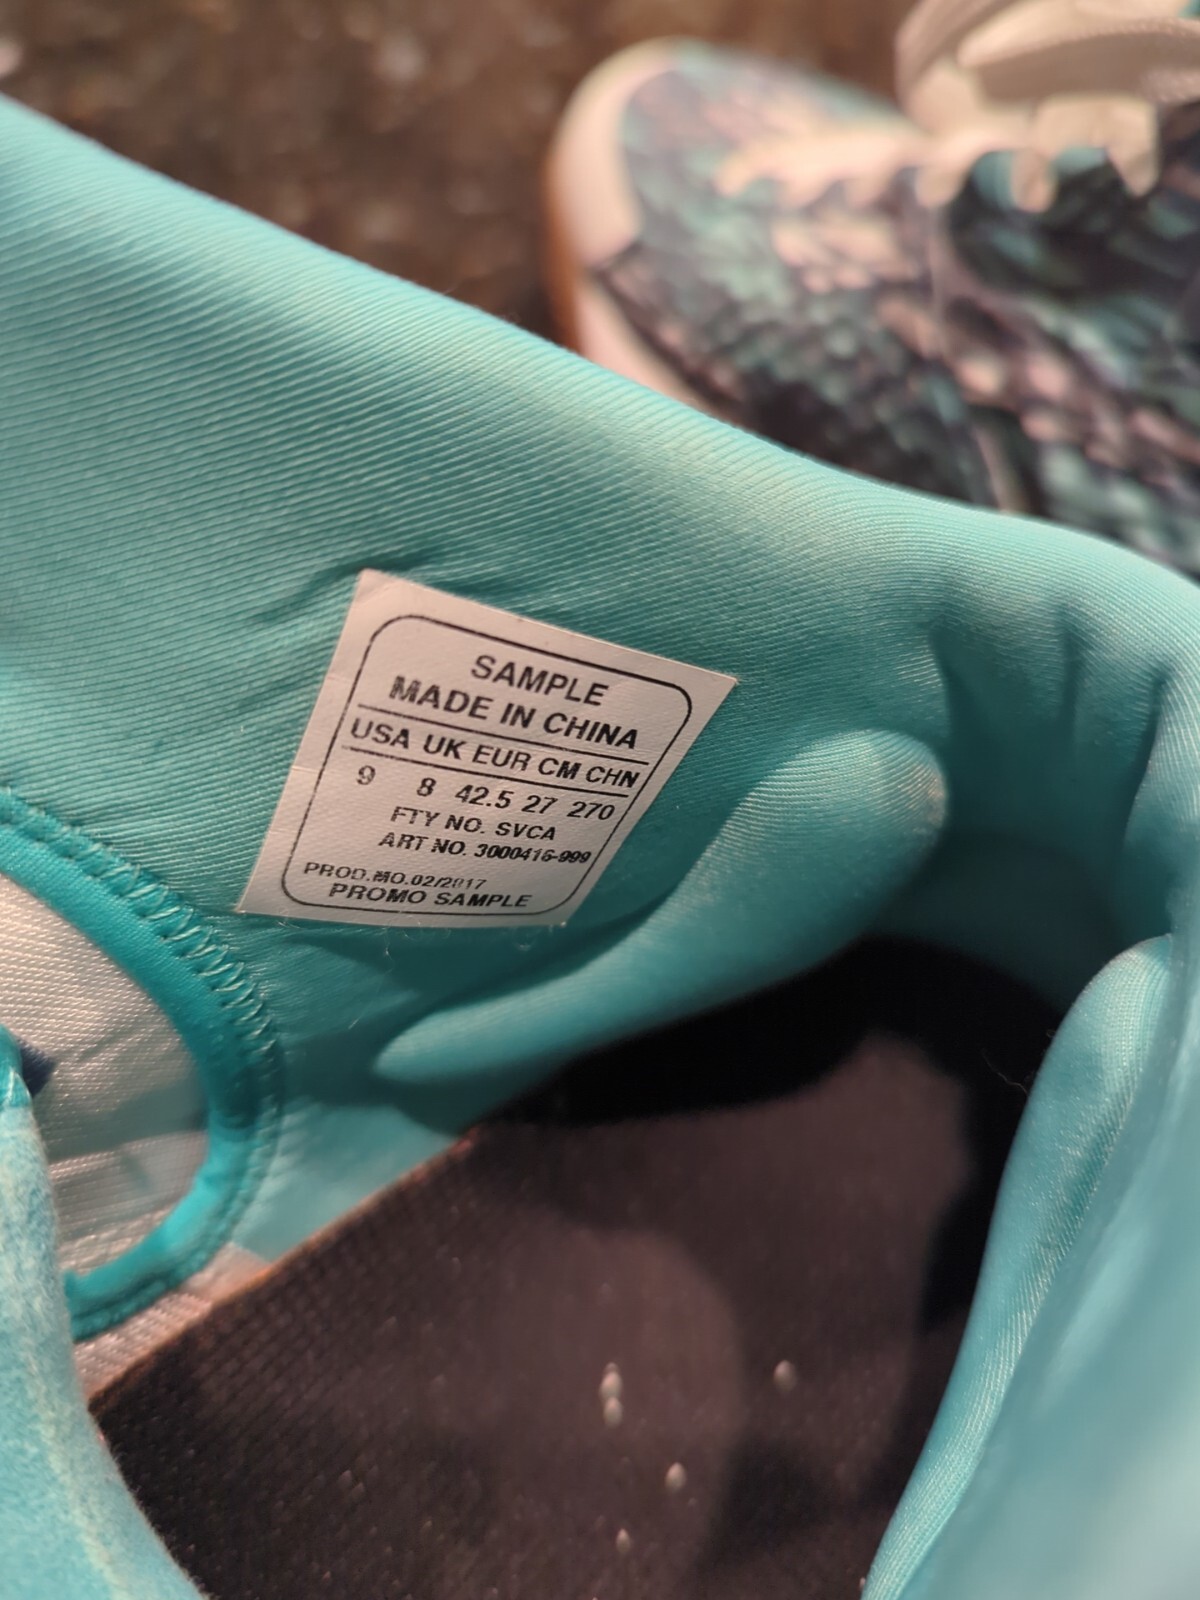 SAMPLE
MADE IN CHINA
USA UK EUR CM CHN
9 8 42.5 27 270
FTY NO. SVCA
ART NO. 3000416-999
PROD.MO.02/2017
PROMO SAMPLE